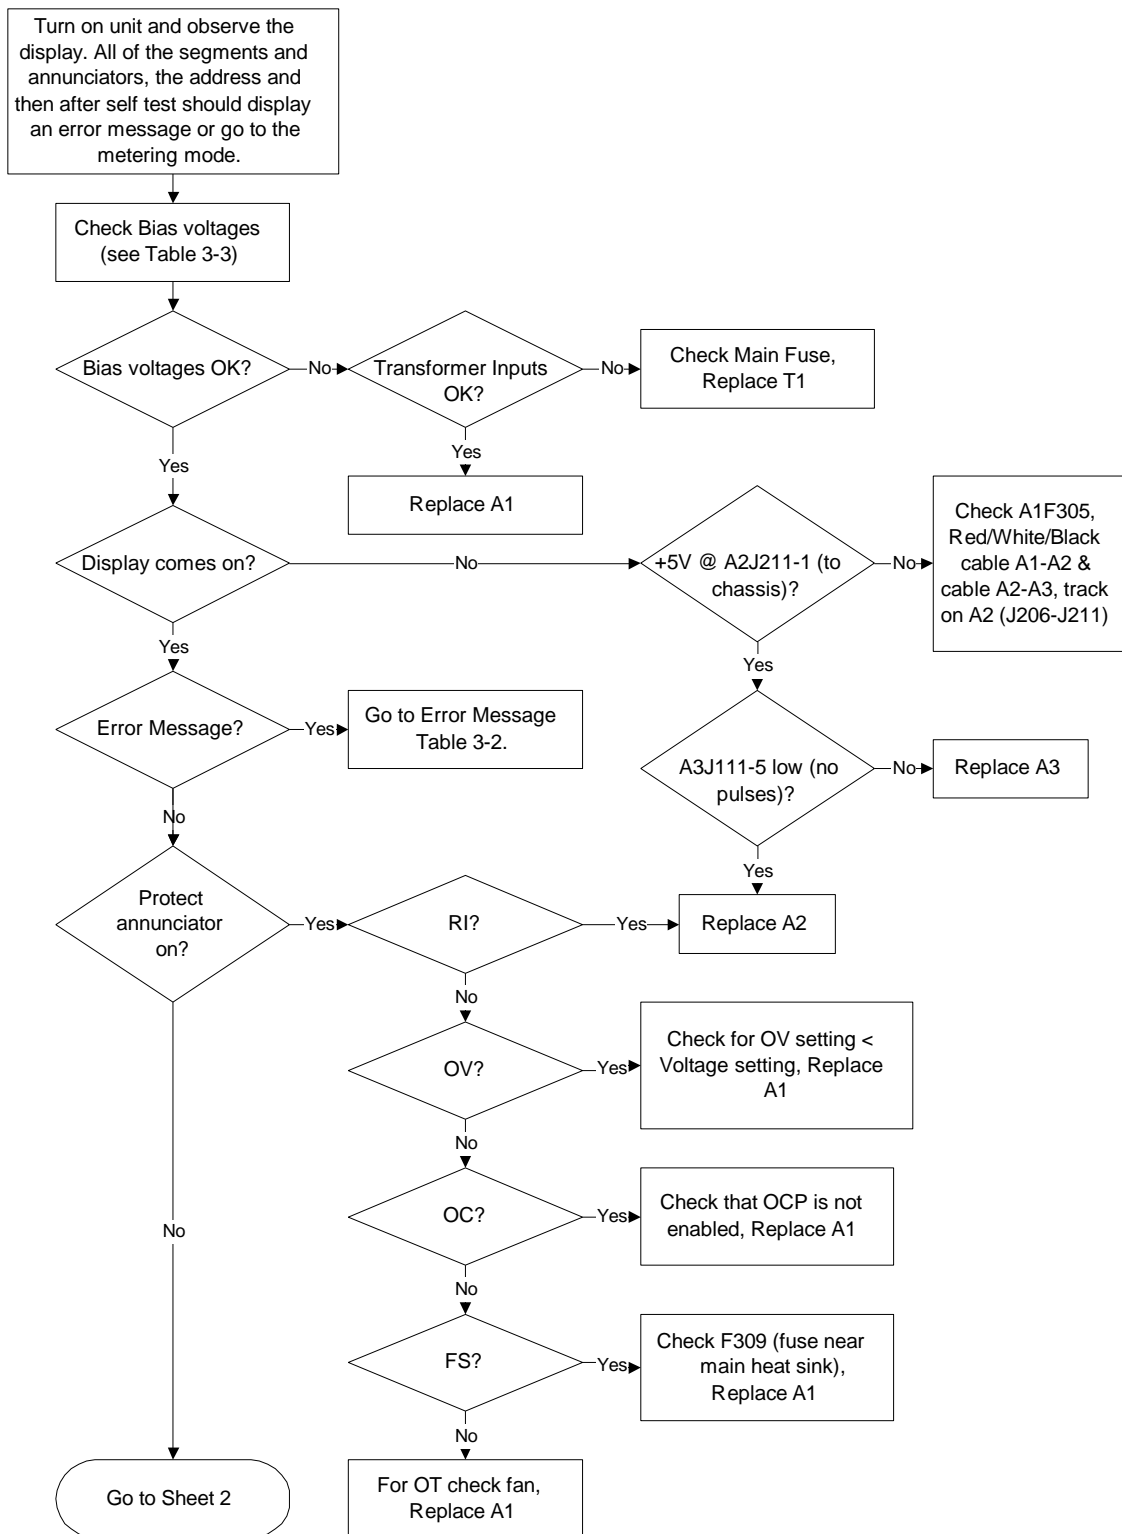 Turn on unit and observe the
display. All of the segments and
annunciators, the address and
then after self test should display
an error message or go to the
metering mode.
Check Bias voltages
(see Table 3-3)
Bias voltages OK?
No
Transformer Inputs
OK?
No
Check Main Fuse,
Replace T1
Yes
Yes
Replace A1
Display comes on?
No
+5V @ A2J211-1 (to
chassis)?
No
Check A1F305,
Red/White/Black
cable A1-A2 &
cable A2-A3, track
on A2 (J206-J211)
Yes
Yes
Error Message?
Yes
Go to Error Message
Table 3-2.
A3J111-5 low (no
pulses)?
No
Replace A3
No
Yes
Protect
annunciator
on?
Yes
RI?
Yes
Replace A2
No
OV?
Yes
Check for OV setting <
Voltage setting, Replace
A1
No
OC?
Yes
Check that OCP is not
enabled, Replace A1
No
No
FS?
Yes
Check F309 (fuse near
main heat sink),
Replace A1
No
Go to Sheet 2
For OT check fan,
Replace A1